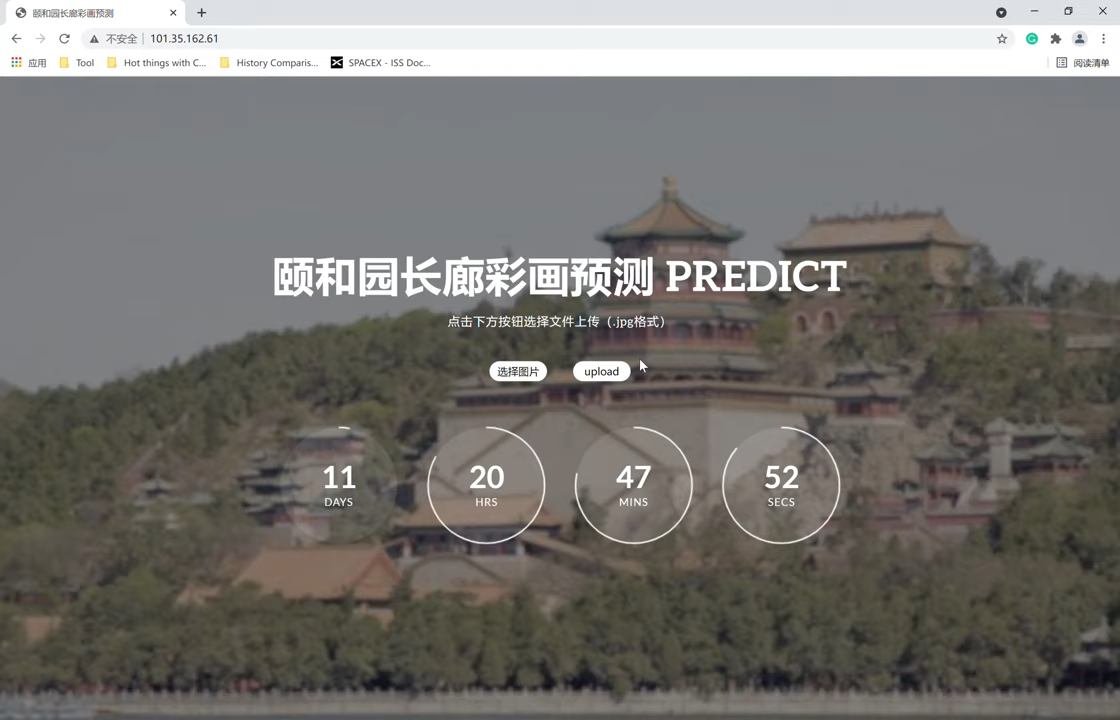 颐和园长廊彩画预测
不安全 101.35.162.61
应用 Tool Hot things with C... History Comparis... SPACEX - ISS Doc... 阅读清单
颐和园长廊彩画预测 PREDICT
点击下方按钮选择文件上传（.jpg格式）
选择图片 upload
11 20 47 52
DAYS HRS MINS SECS